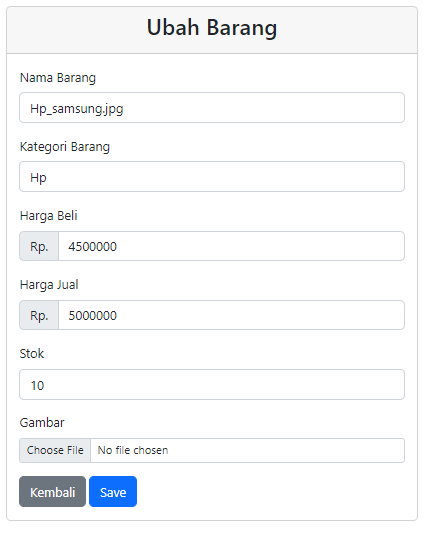 Ubah Barang
Nama Barang
Hp_samsung.jpg
Kategori Barang
Hp
Harga Beli
Rp. 4500000
Harga Jual
Rp. 5000000
Stok
10
Gambar
Choose File No file chosen
Kembali Save